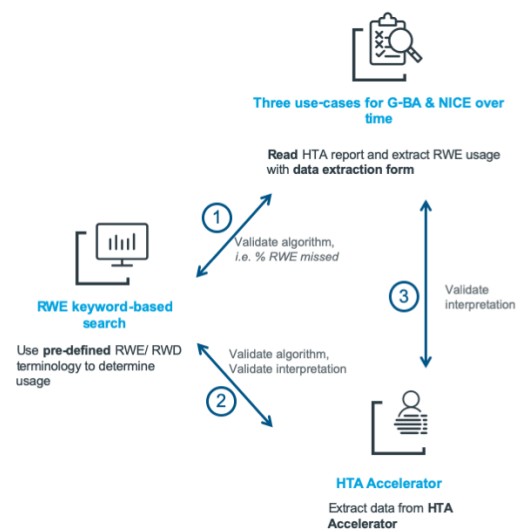 Three use-cases for G-BA & NICE over
time
Read HTA report and extract RWE usage
with data extraction form
1
Validate algorithm,
i.e. % RWE missed
3
Validate
interpretation
RWE keyword-based
search
Use pre-defined RWE/ RWD
terminology to determine
usage
Validate algorithm,
Validate interpretation
2
HTA Accelerator
Extract data from HTA
Accelerator